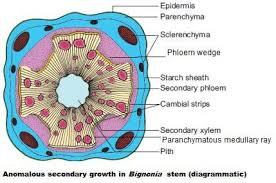 Epidermis
Parenchyma
Sclerenchyma
Phloem wedge
Starch sheath
Secondary phloem
Cambial strips
Secondary xylem
Paranchymatous medullary ray
Pith
Anomalous secondary growth in Bignonia stem (diagrammatic)